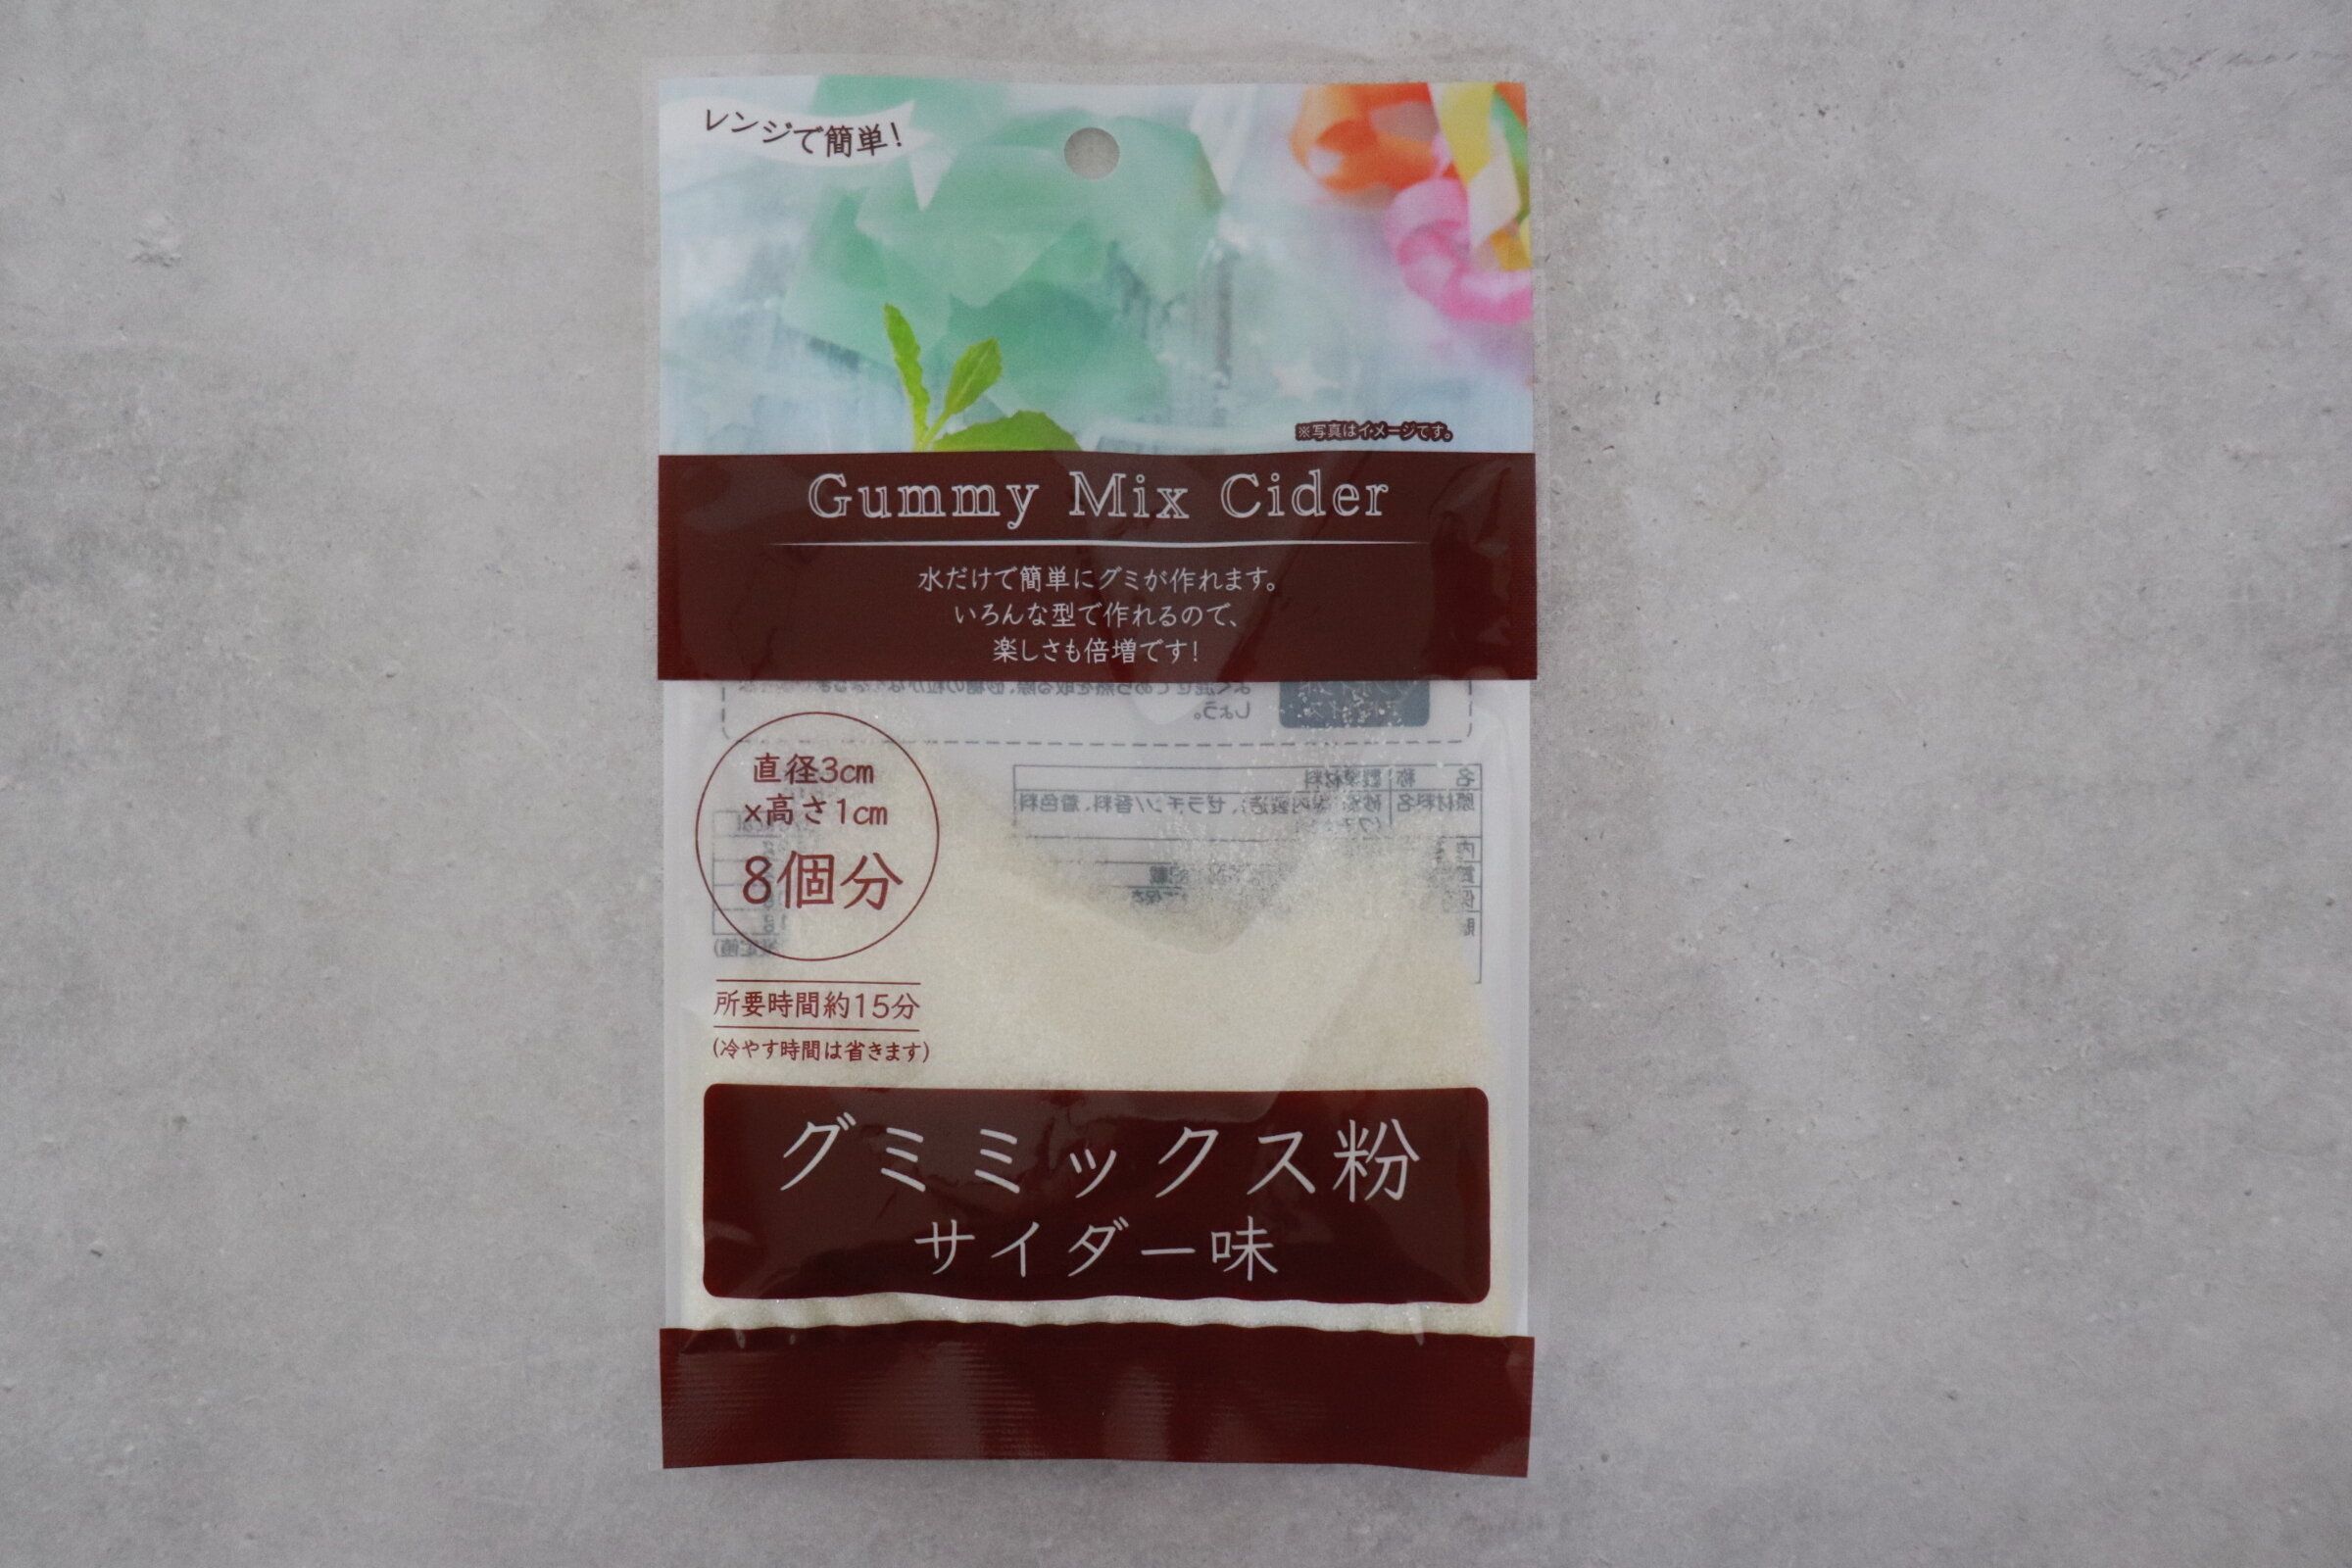 レンジで簡単!
※写真はイメージです。
Gummy Mix Cider
水だけで簡単にグミが作れます。
いろんな型で作れるので、
楽しさも倍増です!
直径3cm
×高さ1cm
8個分
所要時間約15分
(冷やす時間は省きます)
グミミックス粉
サイダー味